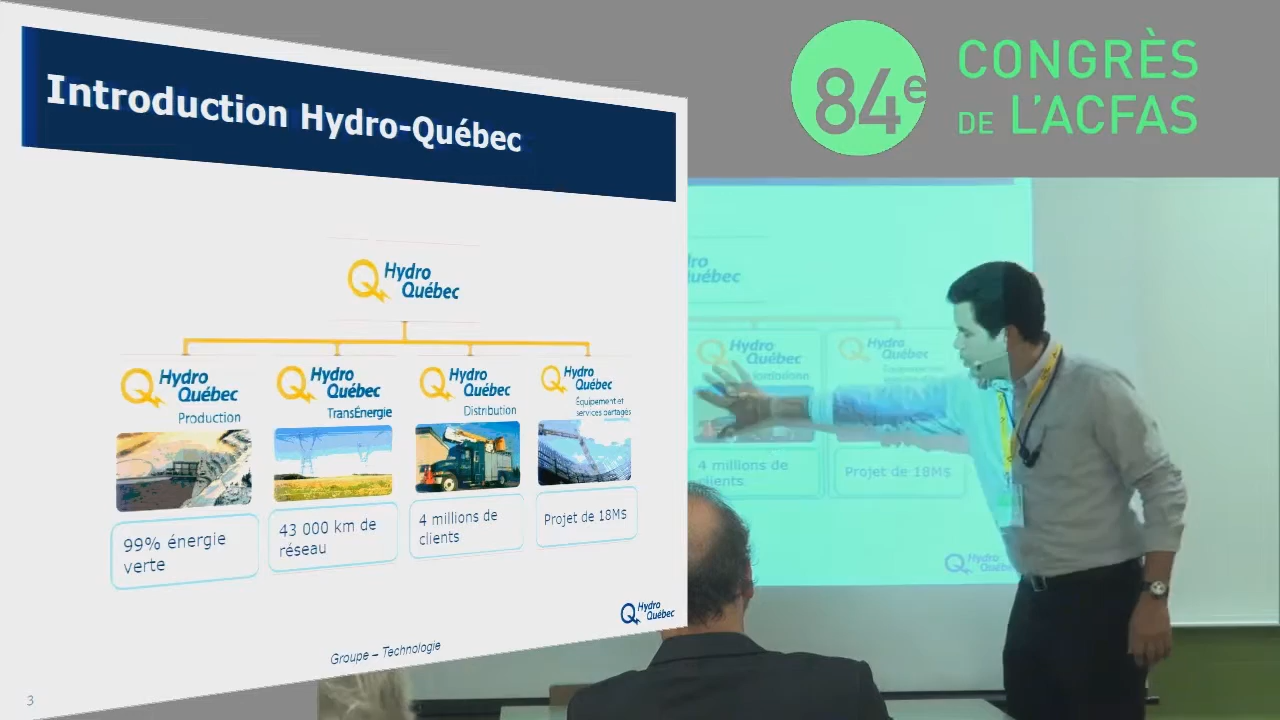 Introduction Hydro-Québec
84e
CONGRÈS
DE L'ACFAS
Hydro
Québec
Hydro
Québec
Production
Hydro
Québec
TransÉnergie
Hydro
Québec
Distribution
Hydro
Québec
Équipement et
services partagés
99% énergie
verte
43 000 km de
réseau
4 millions de
clients
Projet de 18M$
Hydro
Québec
Groupe – Technologie
3
Québec
Hydro
Québec
Hydro
Québec
4 millions de
clients
Projet de 18M$
Hydro